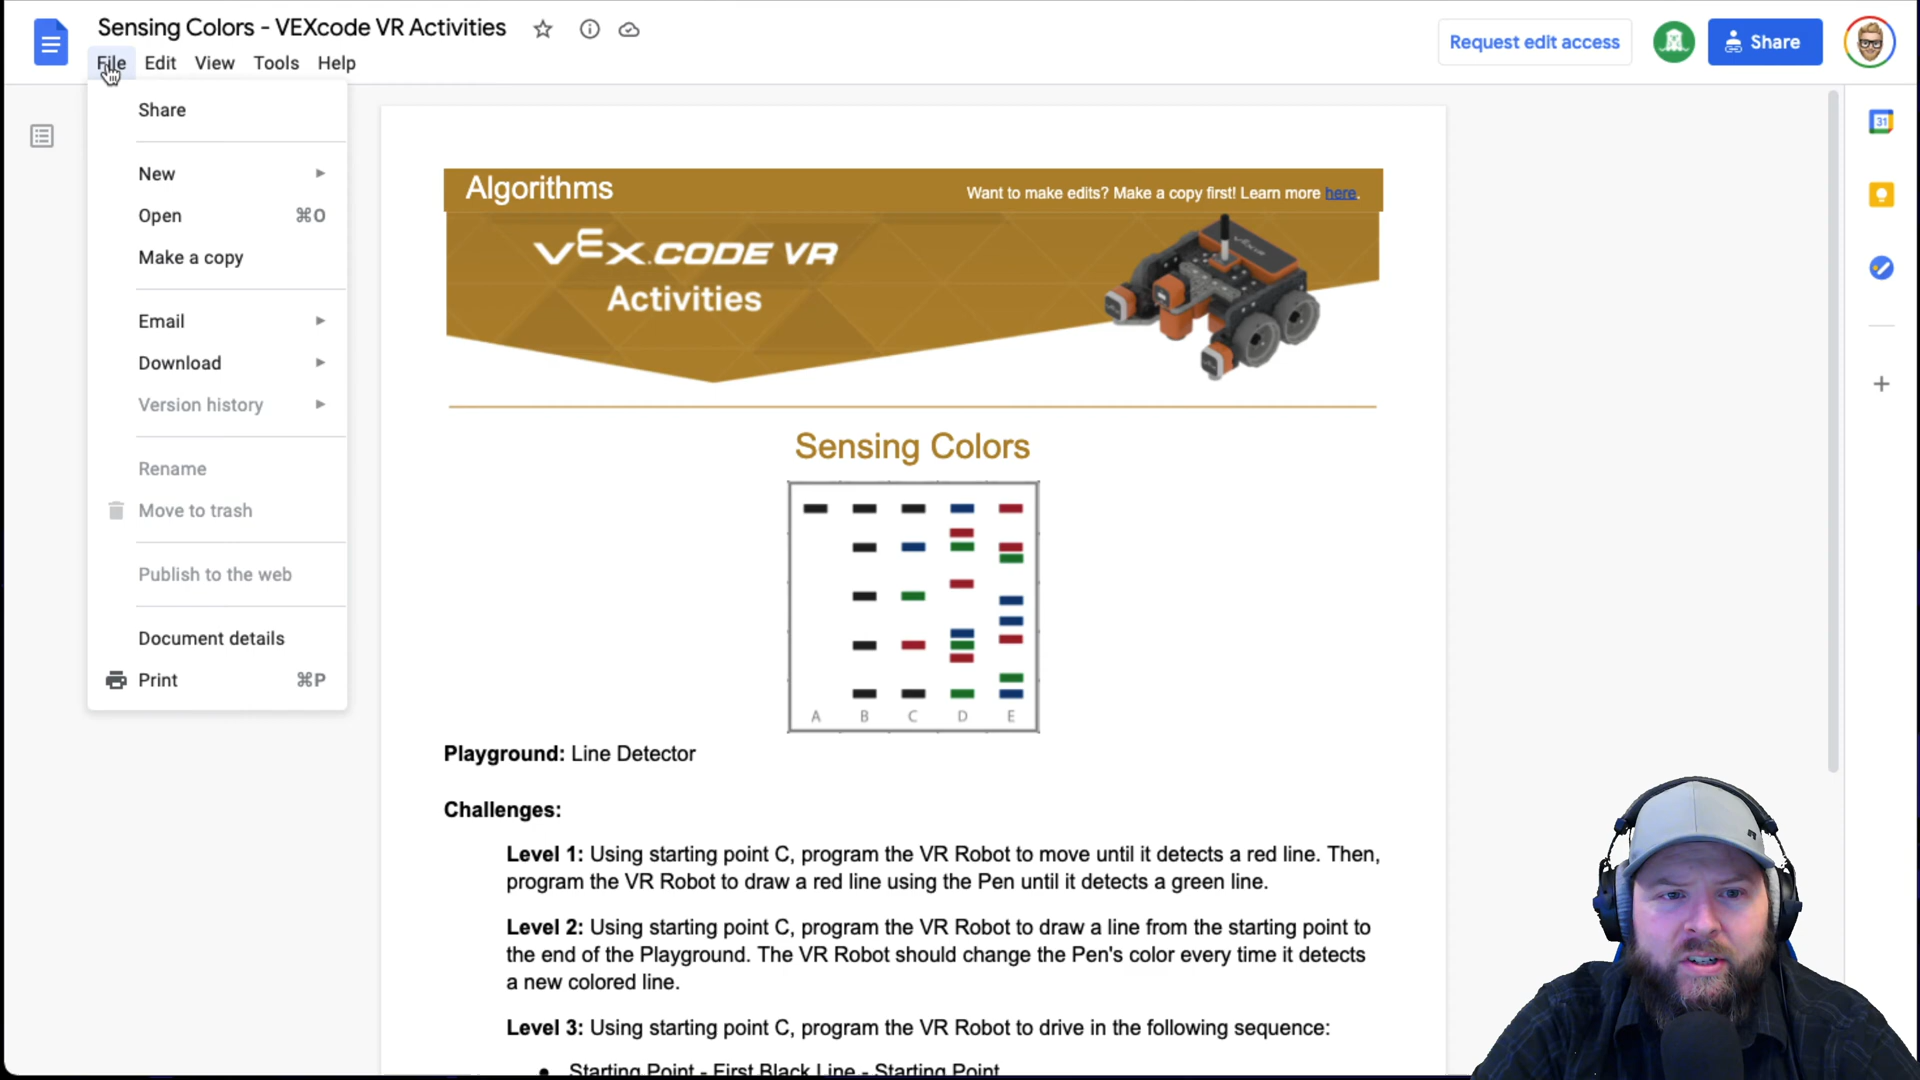 Sensing Colors - VEXcode VR Activities
File Edit View Tools Help
Request edit access
Share
Share
New
Open ⌘O
Make a copy
Email
Download
Version history
Rename
Move to trash
Publish to the web
Document details
Print ⌘P
31
Algorithms
Want to make edits? Make a copy first! Learn more here.
VEX CODE VR
Activities
Sensing Colors
A B C D E
Playground: Line Detector
Challenges:
Level 1: Using starting point C, program the VR Robot to move until it detects a red line. Then,
program the VR Robot to draw a red line using the Pen until it detects a green line.
Level 2: Using starting point C, program the VR Robot to draw a line from the starting point to
the end of the Playground. The VR Robot should change the Pen's color every time it detects
a new colored line.
Level 3: Using starting point C, program the VR Robot to drive in the following sequence:
● Starting Point - First Black Line - Starting Point